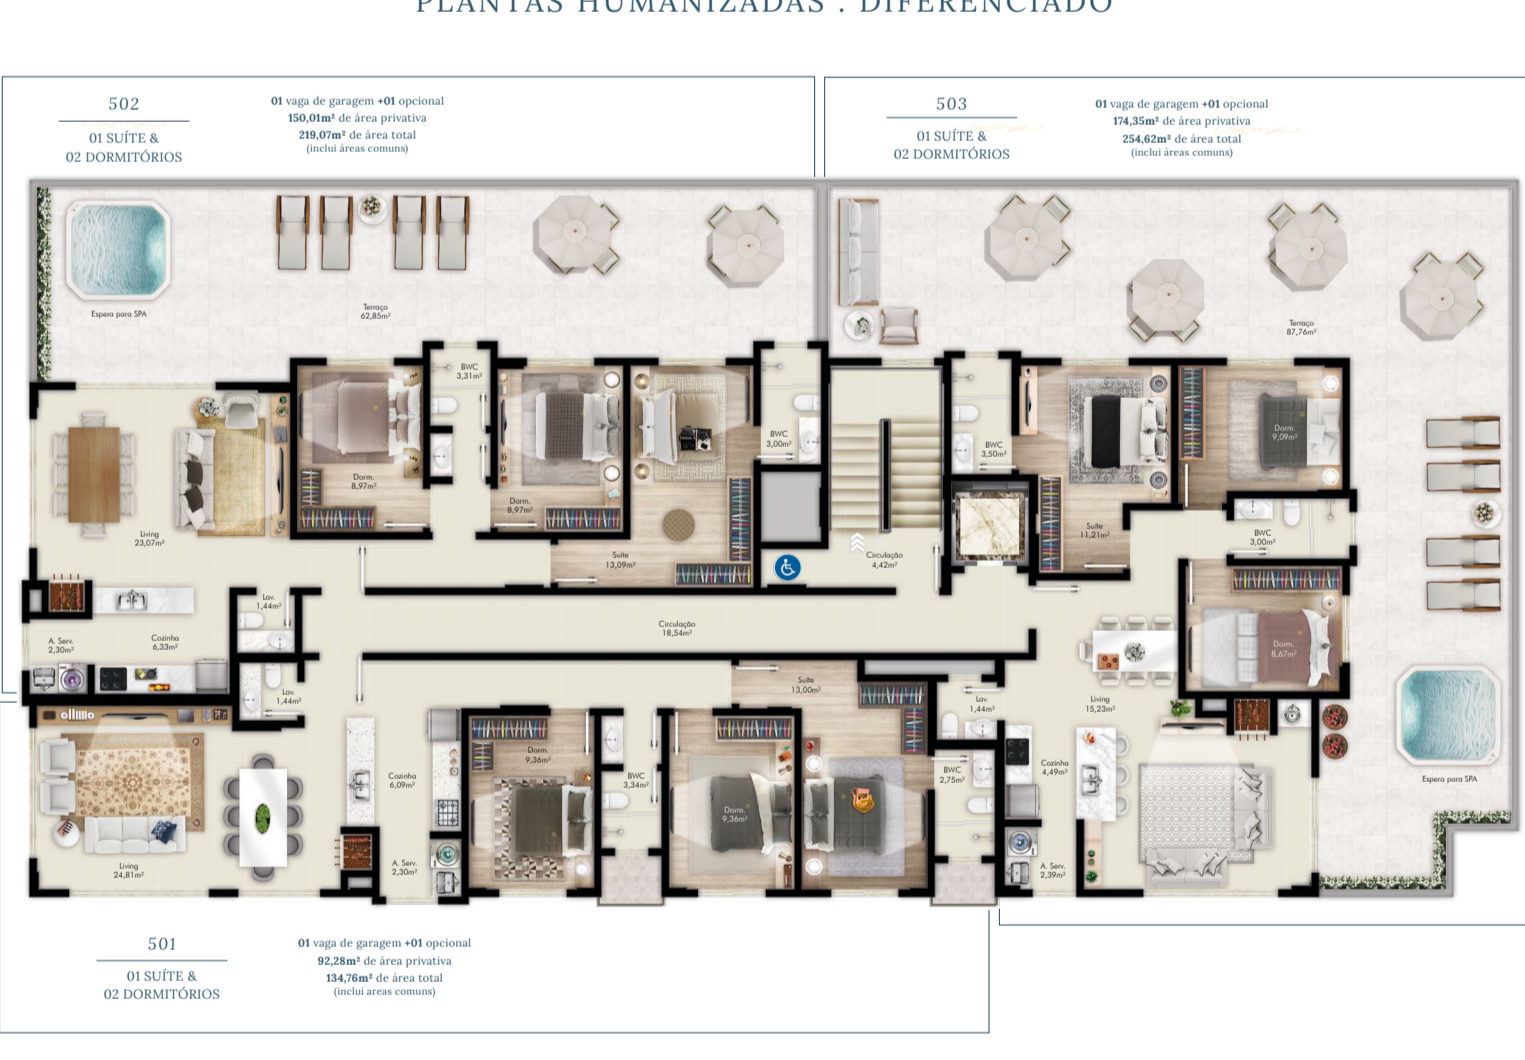 PLANTAS HUMANIZADAS . DIFERENCIADO
502
01 SUÍTE &
02 DORMITÓRIOS
01 vaga de garagem +01 opcional
150,01m² de área privativa
219,07m² de área total
(inclui áreas comuns)
503
01 SUÍTE &
02 DORMITÓRIOS
01 vaga de garagem +01 opcional
174,35m² de área privativa
254,62m² de área total
(inclui áreas comuns)
Espera para SPA
Terraço
62,85m²
Terraço
87,76m²
BWC
3,31m²
Dorm.
8,97m²
Dorm.
8,97m²
BWC
3,00m²
BWC
3,50m²
Dorm.
9,09m²
Living
23,07m²
Suíte
13,09m²
Circulação
4,42m²
Suíte
11,21m²
BWC
3,00m²
Lav.
1,44m²
A. Serv.
2,30m²
Cozinha
6,33m²
Circulação
18,54m²
Dorm.
8,67m²
Lav.
1,44m²
Suíte
13,00m²
Lav.
1,44m²
Living
15,23m²
Dorm.
9,36m²
Cozinha
6,09m²
BWC
3,34m²
Dorm.
9,36m²
BWC
2,75m²
Cozinha
4,49m²
Espera para SPA
Living
24,81m²
A. Serv.
2,30m²
A. Serv.
2,39m²
501
01 SUÍTE &
02 DORMITÓRIOS
01 vaga de garagem +01 opcional
92,28m² de área privativa
134,76m² de área total
(inclui areas comuns)